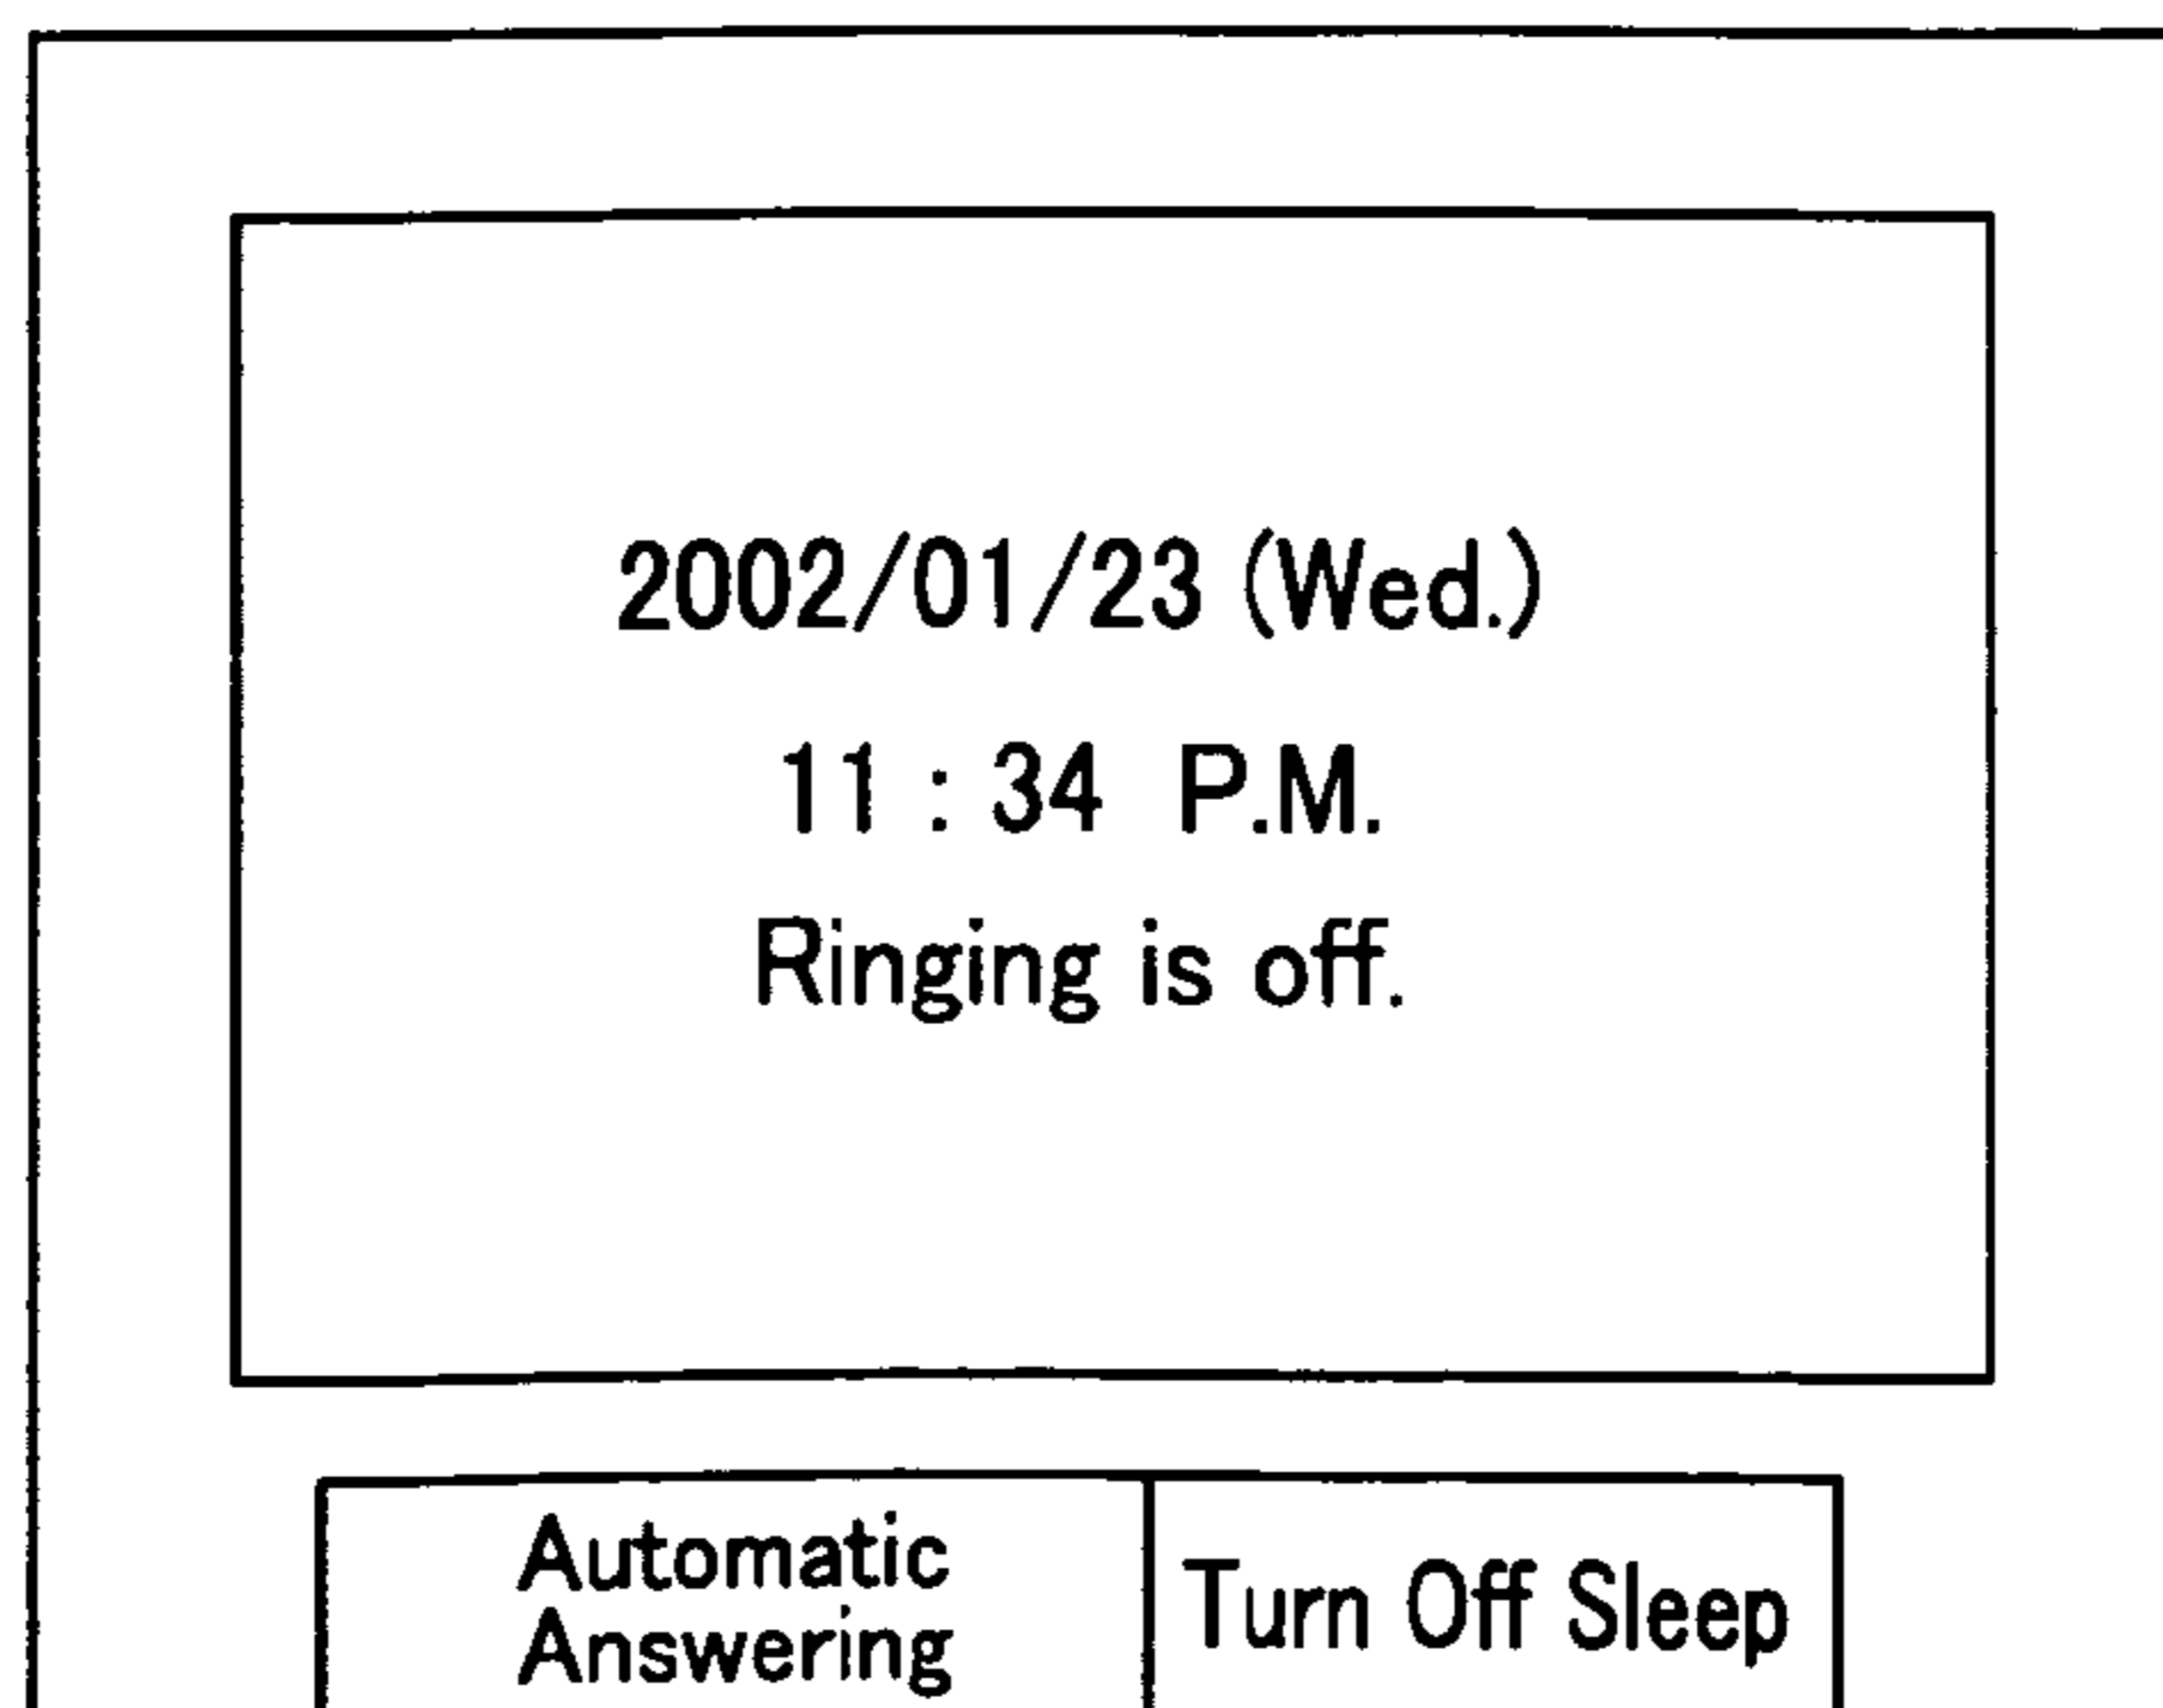 2002/01/23 (Wed.)
11 : 34 P.M.
Ringing is off.
Automatic
Answering
Turn Off Sleep